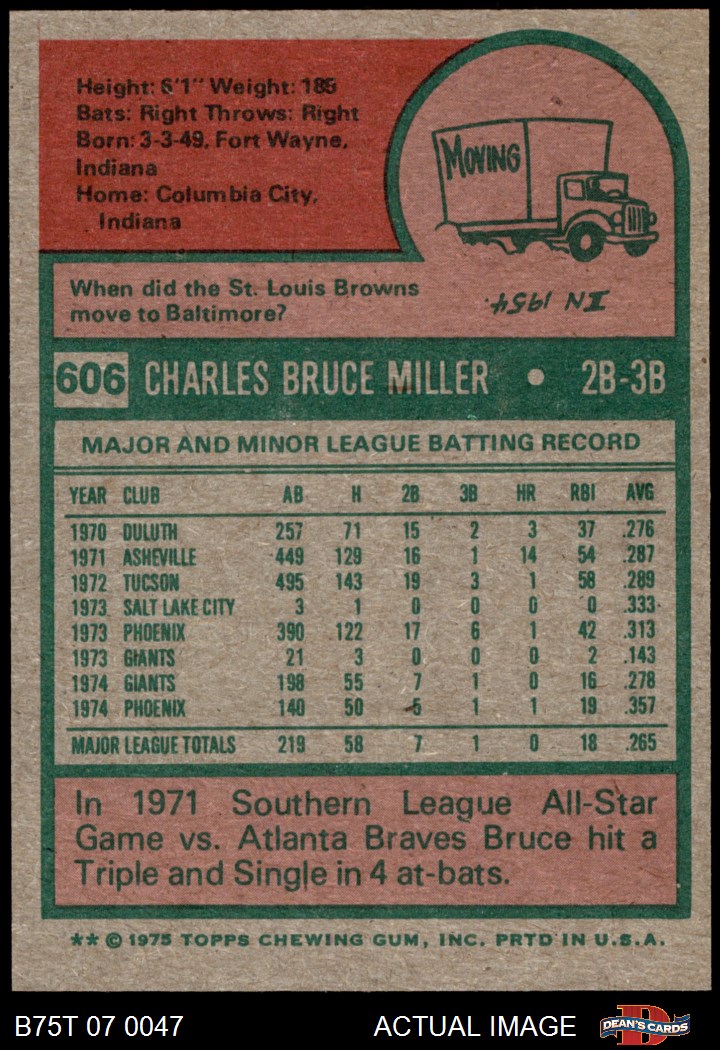 Height: 6'1" Weight: 185
Bats: Right Throws: Right
Born: 3-3-49, Fort Wayne,
Indiana
Home: Columbia City,
Indiana
MOVING
When did the St. Louis Browns
move to Baltimore?
IN 1954.
606 CHARLES BRUCE MILLER • 2B-3B
MAJOR AND MINOR LEAGUE BATTING RECORD
YEAR CLUB AB H 2B 3B HR RBI AVG
1970 DULUTH 257 71 15 2 3 37 .276
1971 ASHEVILLE 449 129 16 1 14 54 .287
1972 TUCSON 495 143 19 3 1 58 .289
1973 SALT LAKE CITY 3 1 0 0 0 0 .333
1973 PHOENIX 390 122 17 6 1 42 .313
1973 GIANTS 21 3 0 0 0 2 .143
1974 GIANTS 198 55 7 1 0 16 .278
1974 PHOENIX 140 50 5 1 1 19 .357
MAJOR LEAGUE TOTALS 219 58 7 1 0 18 .265
In 1971 Southern League All-Star
Game vs. Atlanta Braves Bruce hit a
Triple and Single in 4 at-bats.
** © 1975 TOPPS CHEWING GUM, INC. PRTD IN U.S.A.
B75T 07 0047 ACTUAL IMAGE D DEAN'S CARDS